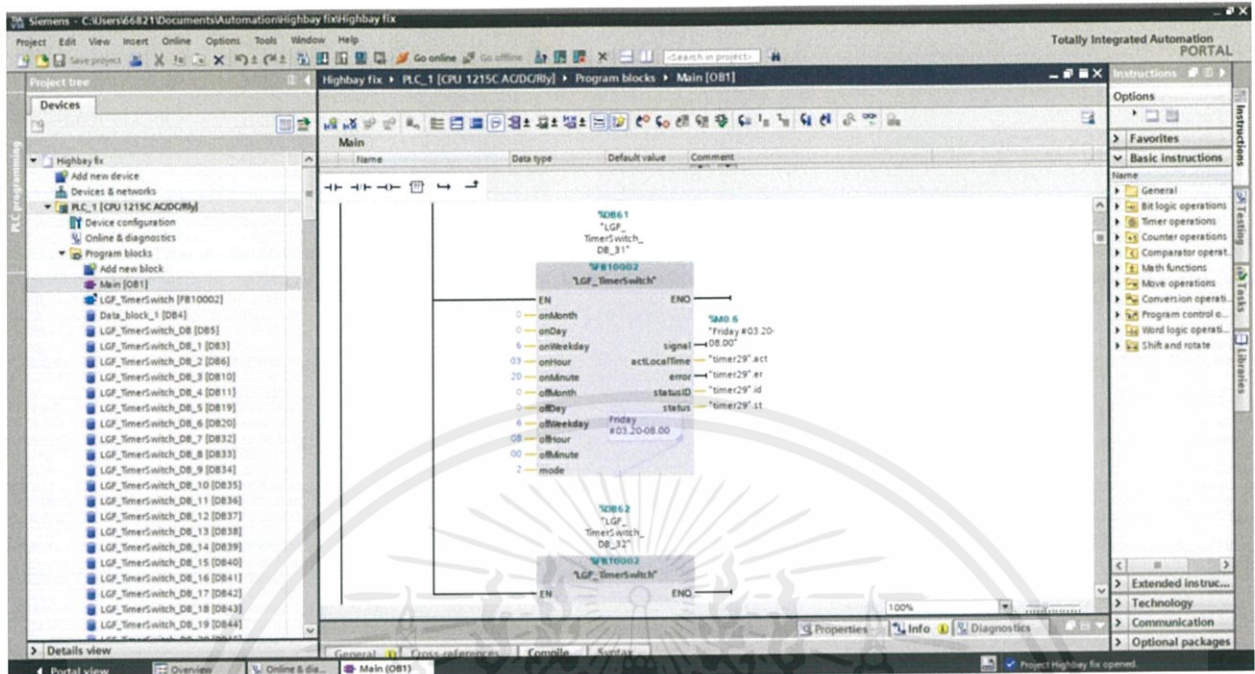 Siemens - C:\Users\66821\Documents\Automation\Highbay fix\Highbay fix
Project Edit View Insert Online Options Tools Window Help
Totally Integrated Automation
PORTAL
Save project
Go online
Go offline
<Search in project>
Project tree
Highbay fix ▸ PLC_1 [CPU 1215C AC/DC/Rly] ▸ Program blocks ▸ Main [OB1]
Instructions
Devices
Options
PLC programming
Main
Name Data type Default value Comment
Highbay fix
Add new device
Devices & networks
PLC_1 [CPU 1215C AC/DC/Rly]
Device configuration
Online & diagnostics
Program blocks
Add new block
Main [OB1]
LGF_TimerSwitch [FB10002]
Data_block_1 [DB4]
LGF_TimerSwitch_DB [DB5]
LGF_TimerSwitch_DB_1 [DB3]
LGF_TimerSwitch_DB_2 [DB6]
LGF_TimerSwitch_DB_3 [DB10]
LGF_TimerSwitch_DB_4 [DB11]
LGF_TimerSwitch_DB_5 [DB19]
LGF_TimerSwitch_DB_6 [DB20]
LGF_TimerSwitch_DB_7 [DB32]
LGF_TimerSwitch_DB_8 [DB33]
LGF_TimerSwitch_DB_9 [DB34]
LGF_TimerSwitch_DB_10 [DB35]
LGF_TimerSwitch_DB_11 [DB36]
LGF_TimerSwitch_DB_12 [DB37]
LGF_TimerSwitch_DB_13 [DB38]
LGF_TimerSwitch_DB_14 [DB39]
LGF_TimerSwitch_DB_15 [DB40]
LGF_TimerSwitch_DB_16 [DB41]
LGF_TimerSwitch_DB_17 [DB42]
LGF_TimerSwitch_DB_18 [DB43]
LGF_TimerSwitch_DB_19 [DB44]
Details view
%DB61
"LGF_
TimerSwitch_
DB_31"
%FB10002
"LGF_TimerSwitch"
EN ENO
0 onMonth
0 onDay
6 onWeekday
03 onHour
20 onMinute
0 offMonth
0 offDay
6 offWeekday
08 offHour
00 offMinute
2 mode
%M0.6
"Friday #03.20-
08.00"
signal
actLocalTime "timer29".act
error "timer29".er
statusID "timer29".id
status "timer29".st
Friday
#03.20-08.00
%DB62
"LGF_
TimerSwitch_
DB_32"
%FB10002
"LGF_TimerSwitch"
EN ENO
100%
Properties Info Diagnostics
General Cross-references Compile Syntax
Favorites
Basic instructions
Name
General
Bit logic operations
Timer operations
Counter operations
Comparator operat..
Math functions
Move operations
Conversion operati..
Program control o...
Word logic operati..
Shift and rotate
Extended instruc...
Technology
Communication
Optional packages
Instructions
Testing
Tasks
Libraries
Portal view Overview Online & dia... Main (OB1)
Project Highbay fix opened.